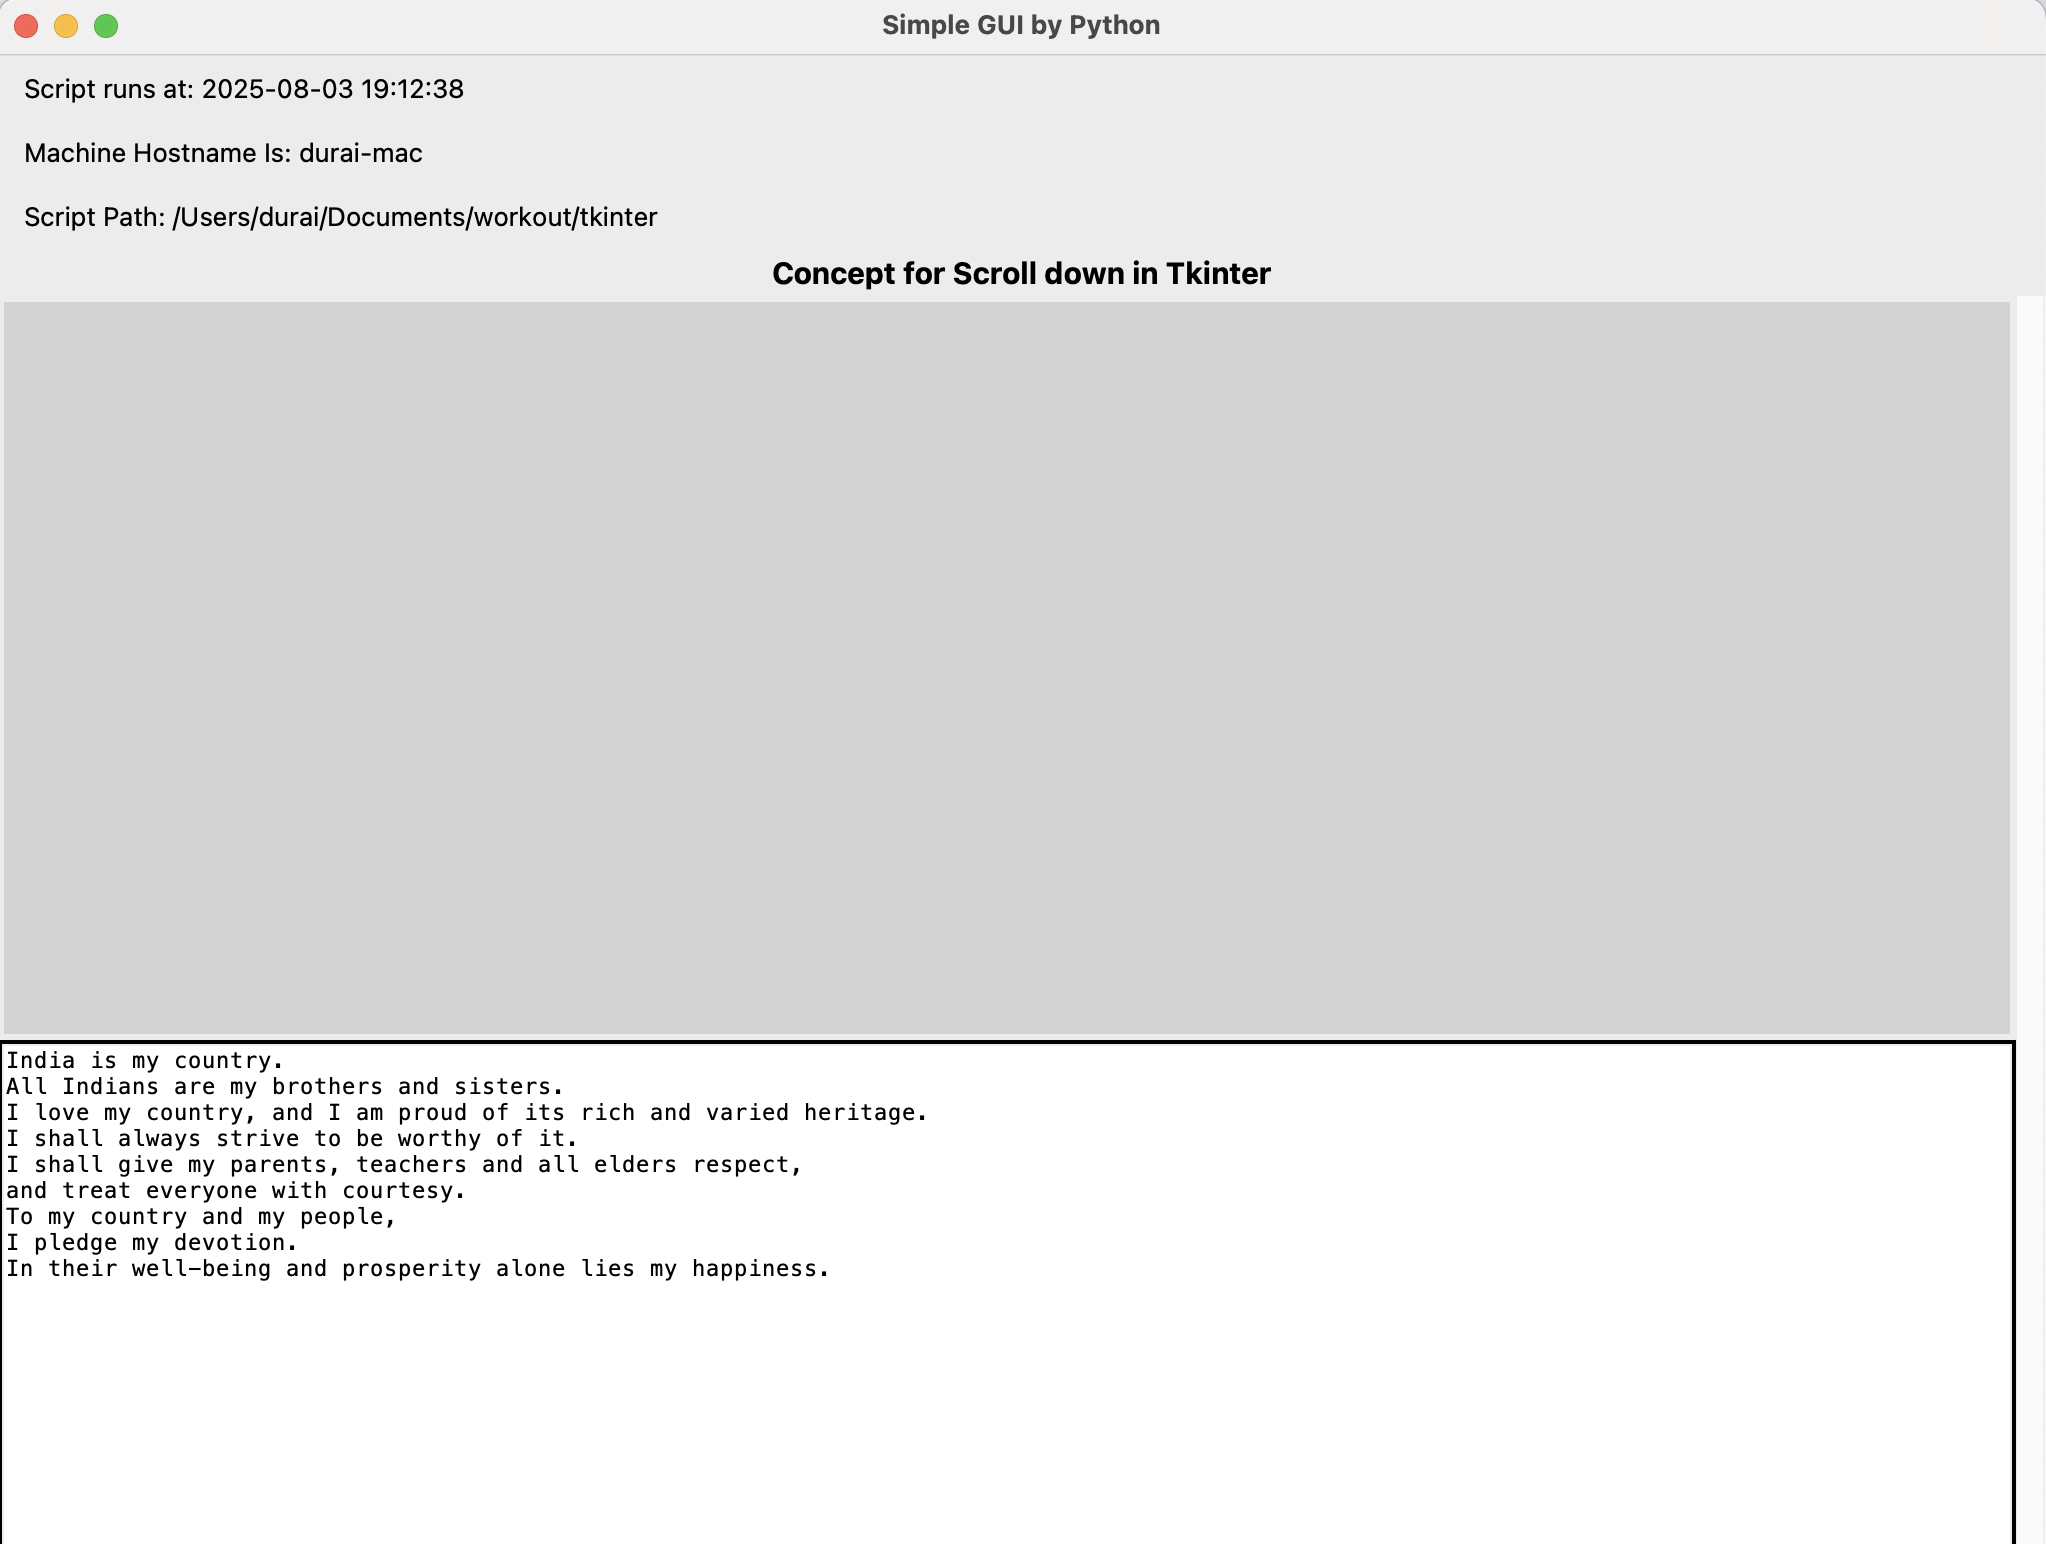 Simple GUI by Python
Script runs at: 2025-08-03 19:12:38
Machine Hostname Is: durai-mac
Script Path: /Users/durai/Documents/workout/tkinter
Concept for Scroll down in Tkinter
India is my country.
All Indians are my brothers and sisters.
I love my country, and I am proud of its rich and varied heritage.
I shall always strive to be worthy of it.
I shall give my parents, teachers and all elders respect,
and treat everyone with courtesy.
To my country and my people,
I pledge my devotion.
In their well-being and prosperity alone lies my happiness.